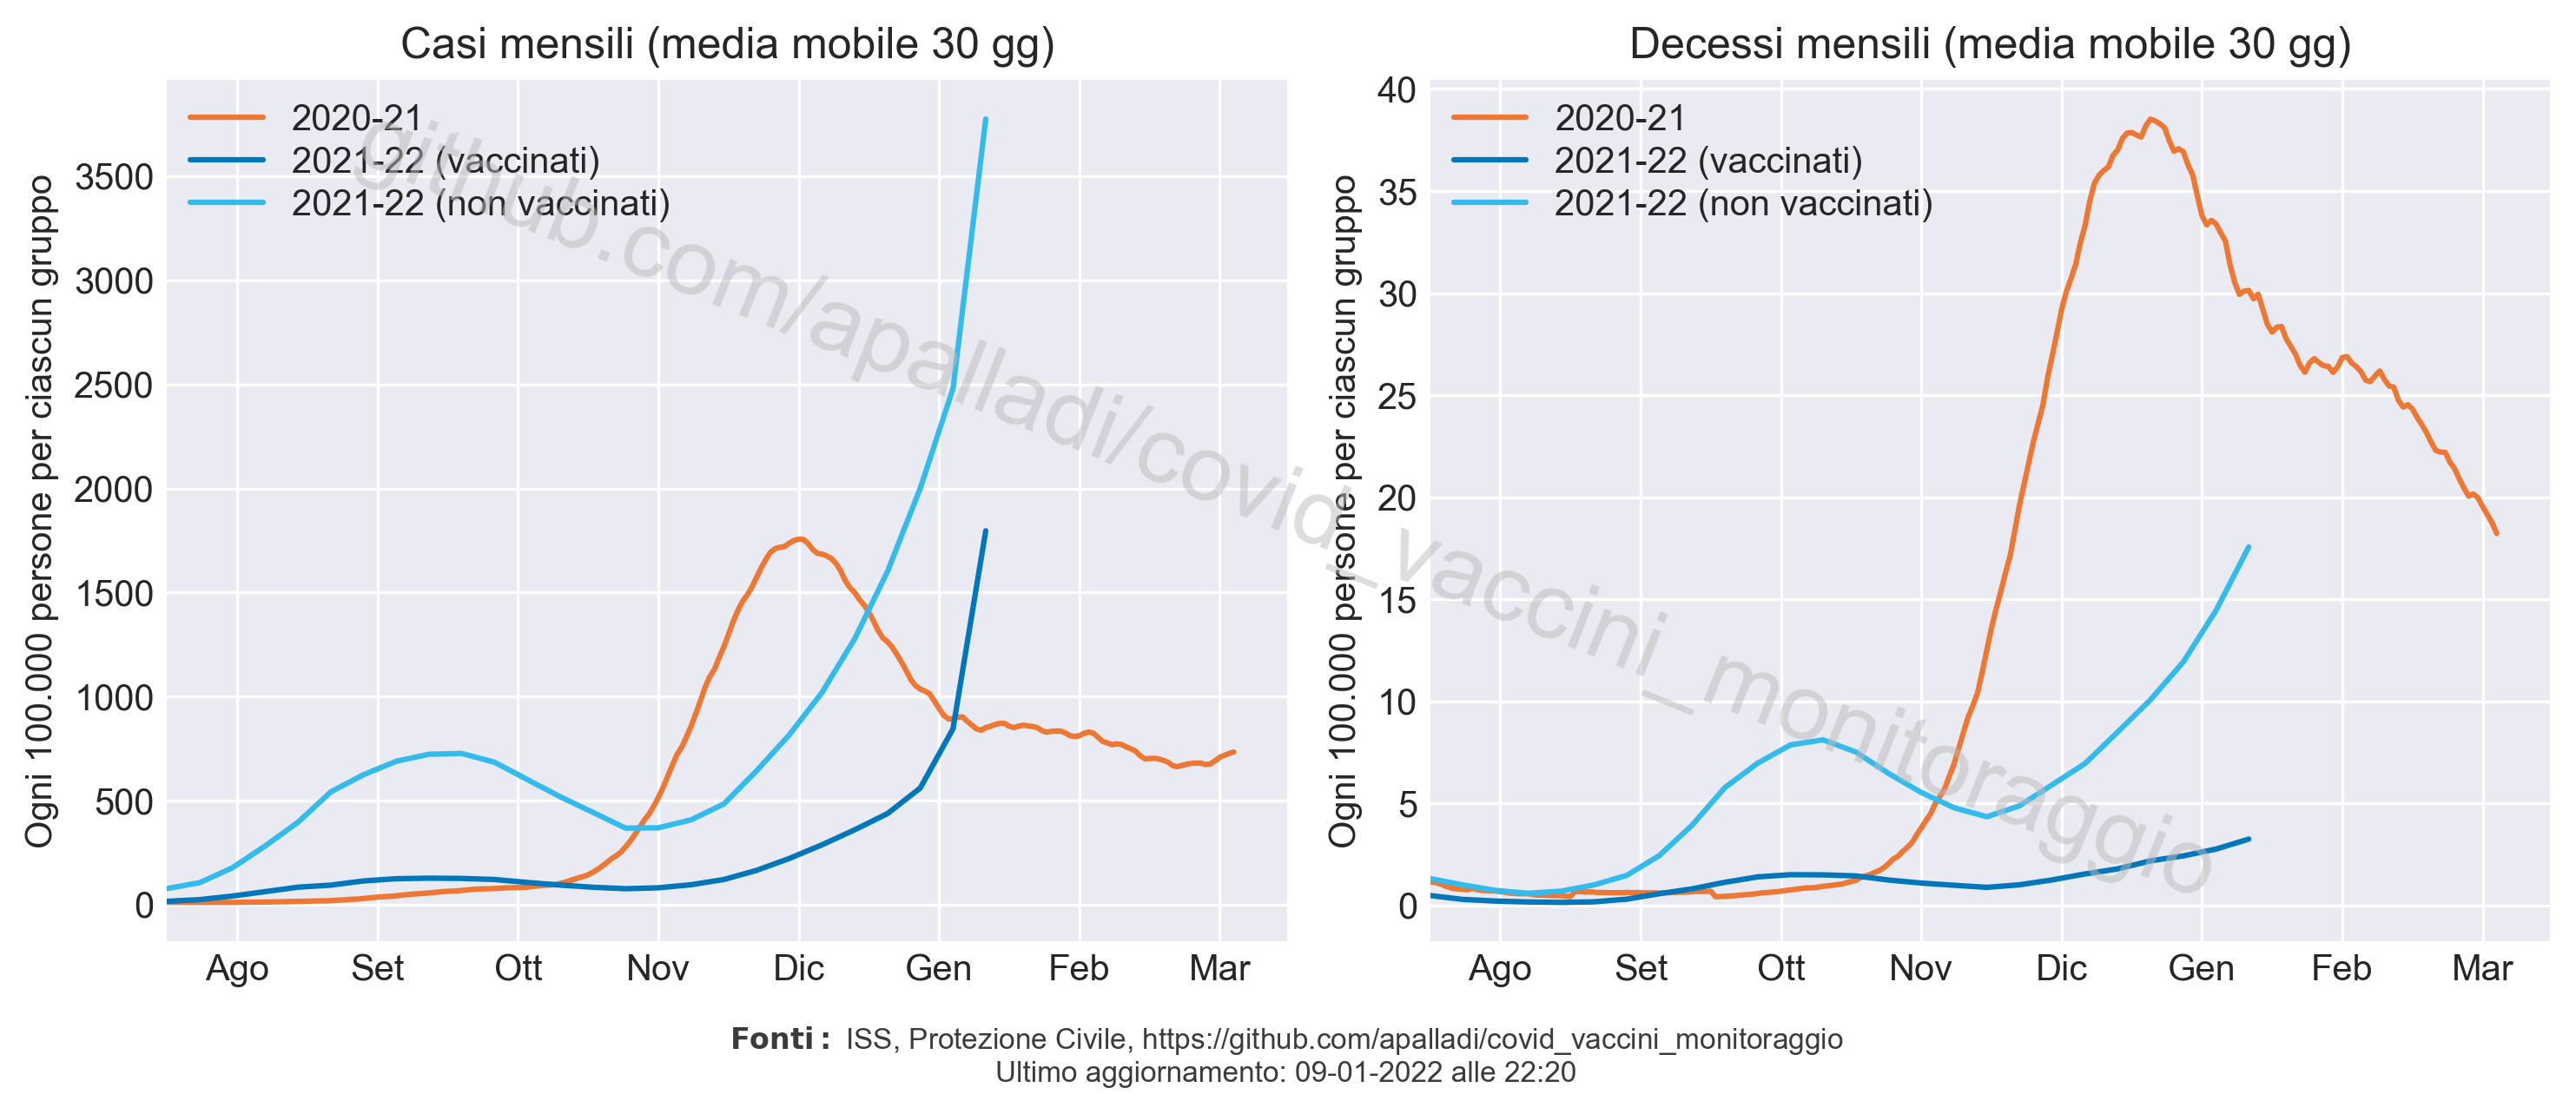 Casi mensili (media mobile 30 gg)
Ogni 100.000 persone per ciascun gruppo
3500
3000
2500
2000
1500
1000
500
0
2020-21
2021-22 (vaccinati)
2021-22 (non vaccinati)
Ago Set Ott Nov Dic Gen Feb Mar
Decessi mensili (media mobile 30 gg)
Ogni 100.000 persone per ciascun gruppo
40
35
30
25
20
15
10
5
0
2020-21
2021-22 (vaccinati)
2021-22 (non vaccinati)
Ago Set Ott Nov Dic Gen Feb Mar
github.com/apalladi/covid_vaccini_monitoraggio
Fonti: ISS, Protezione Civile, https://github.com/apalladi/covid_vaccini_monitoraggio
Ultimo aggiornamento: 09-01-2022 alle 22:20